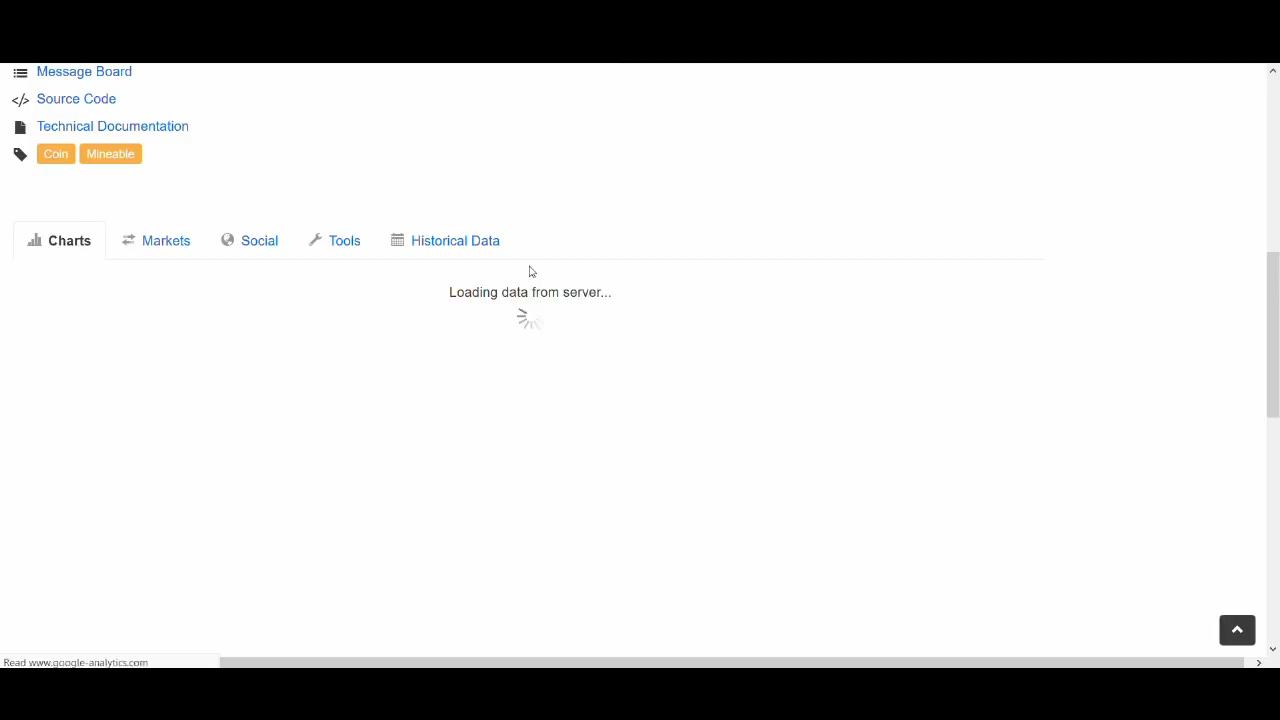 Message Board
Source Code
Technical Documentation
Coin Mineable
Charts Markets Social Tools Historical Data
Loading data from server...
Read www.google-analytics.com